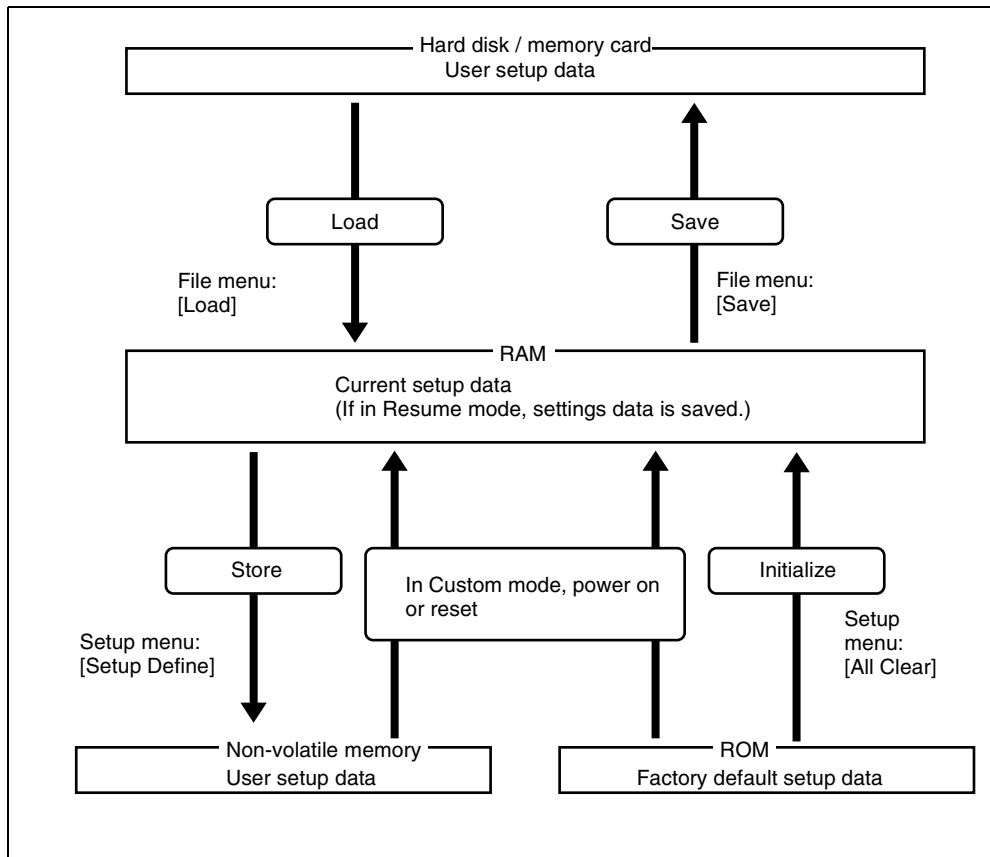 Hard disk / memory card
User setup data
Load
Save
File menu:
[Load]
File menu:
[Save]
RAM
Current setup data
(If in Resume mode, settings data is saved.)
Store
In Custom mode, power on
or reset
Initialize
Setup menu:
[Setup Define]
Setup
menu:
[All Clear]
Non-volatile memory
User setup data
ROM
Factory default setup data